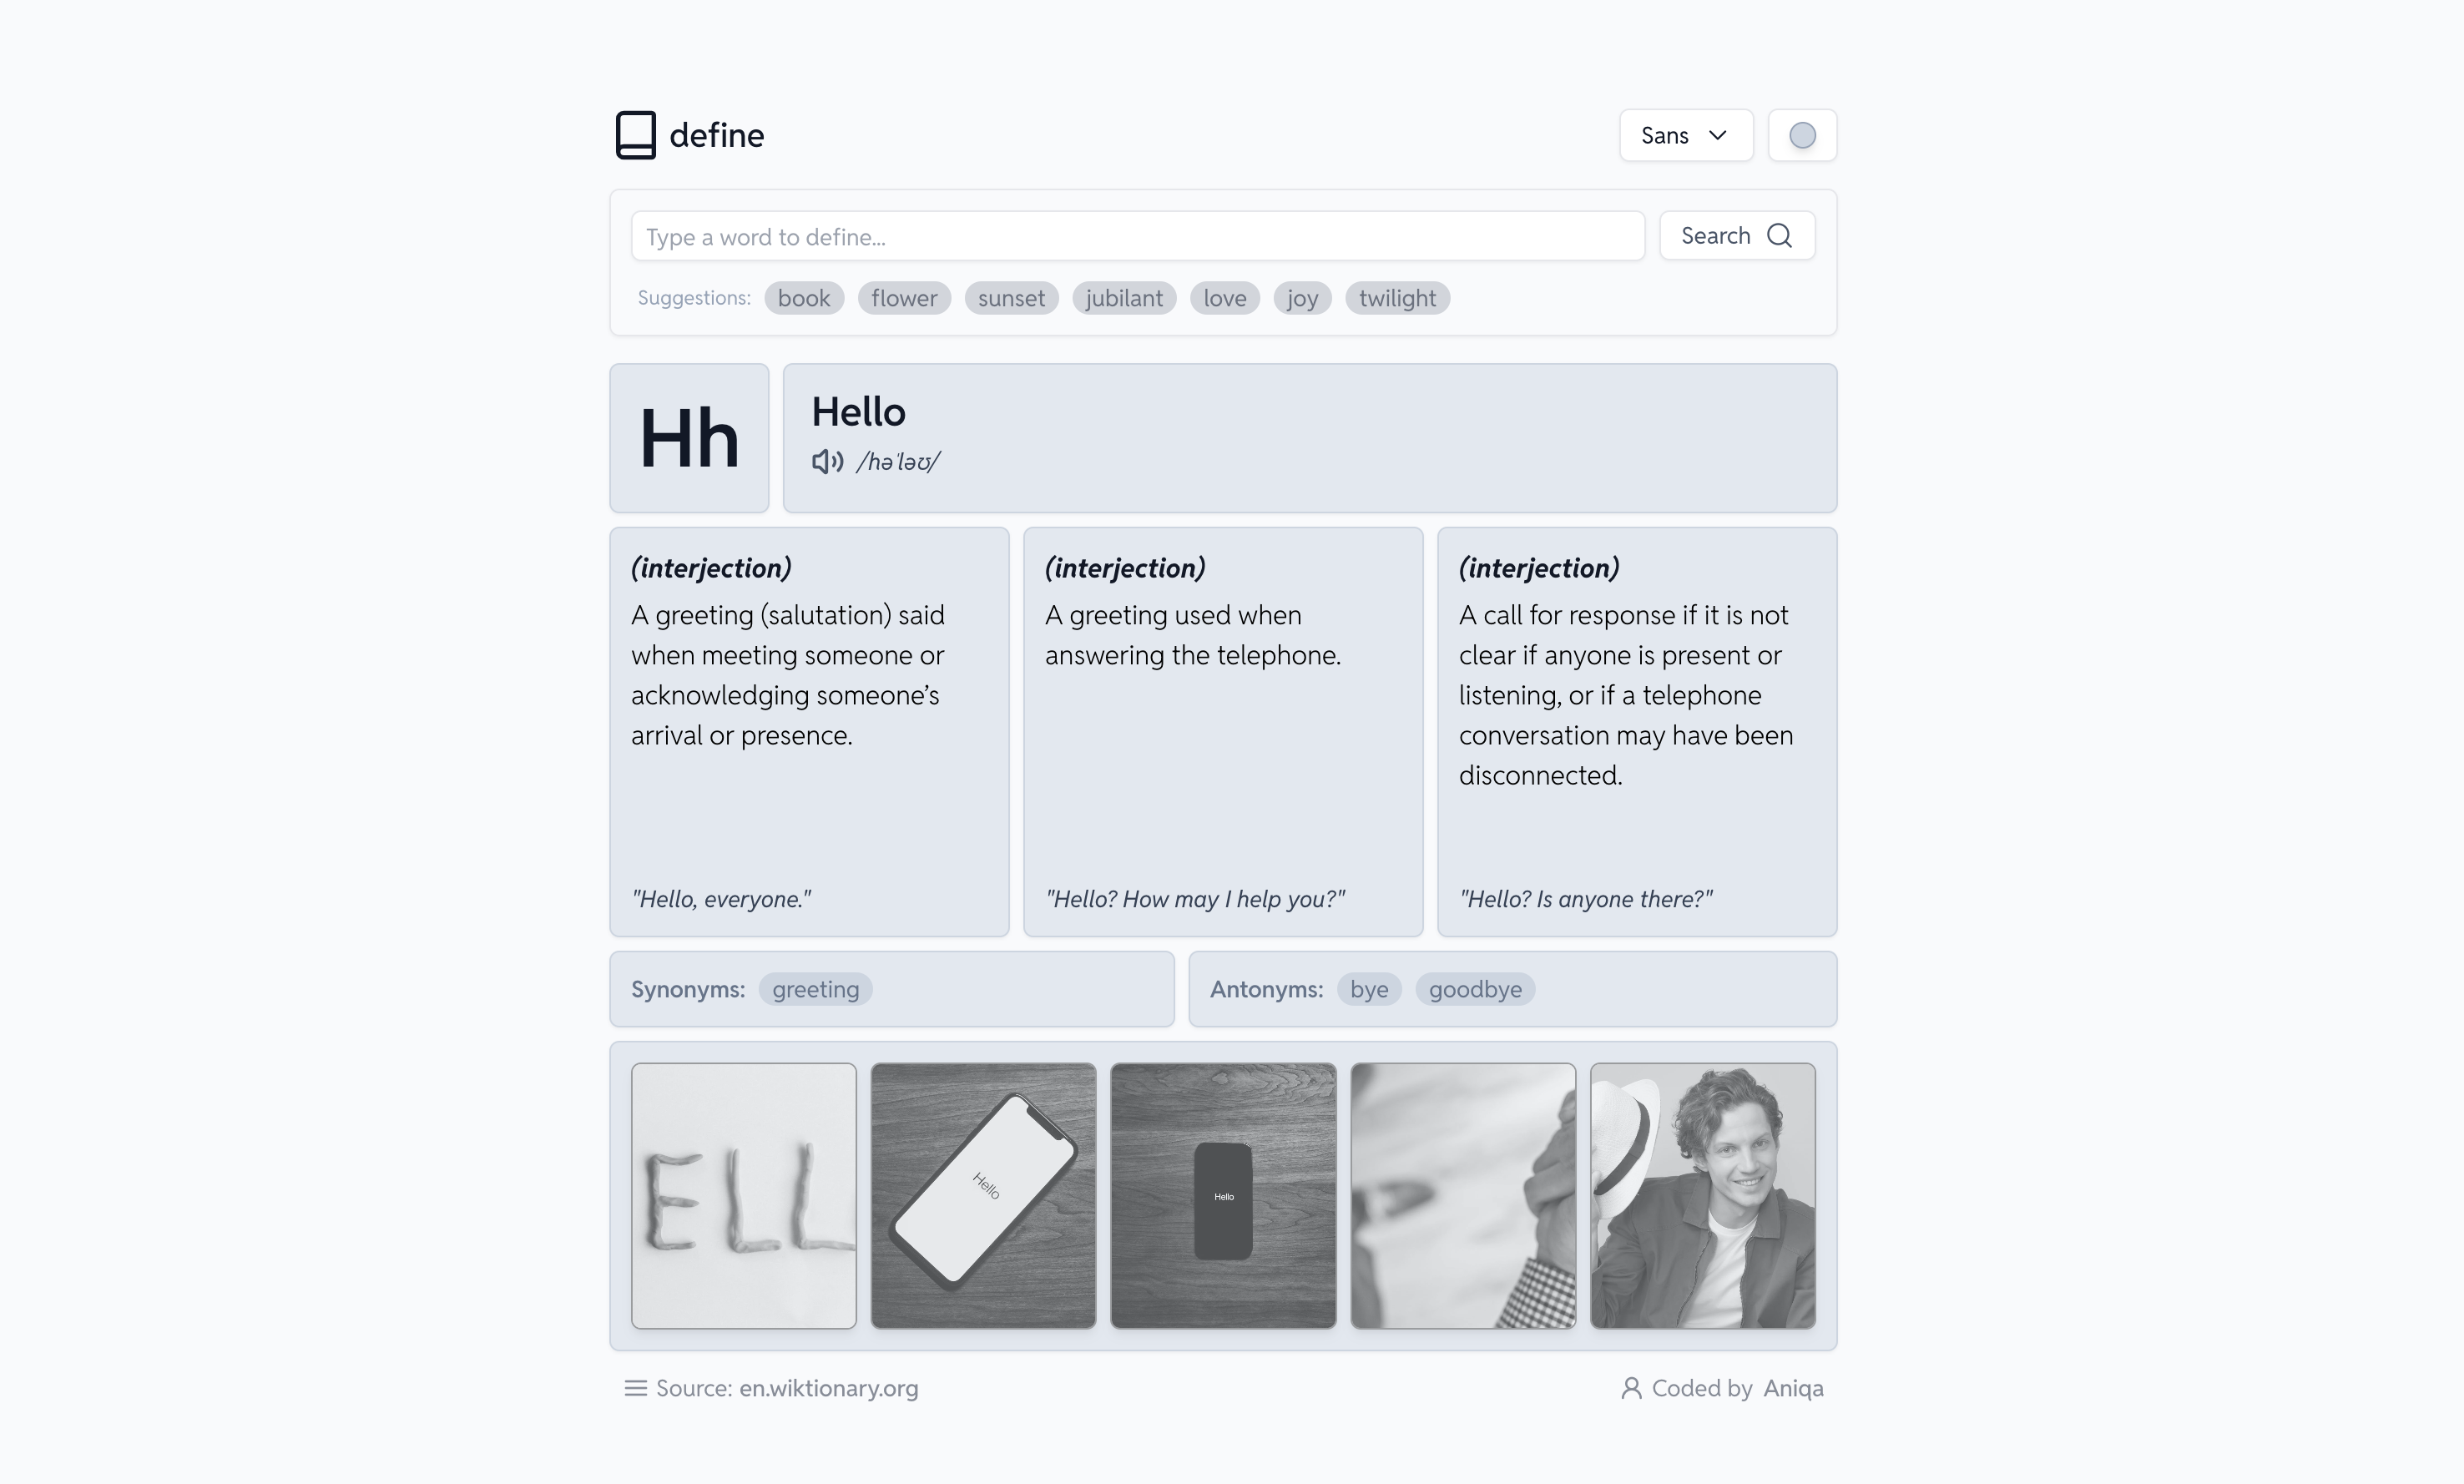 define
Sans
Type a word to define...
Search
Suggestions: book flower sunset jubilant love joy twilight
Hh
Hello
/həˈləʊ/
(interjection)
A greeting (salutation) said
when meeting someone or
acknowledging someone’s
arrival or presence.
"Hello, everyone."
(interjection)
A greeting used when
answering the telephone.
"Hello? How may I help you?"
(interjection)
A call for response if it is not
clear if anyone is present or
listening, or if a telephone
conversation may have been
disconnected.
"Hello? Is anyone there?"
Synonyms: greeting
Antonyms: bye goodbye
ELL
Hello
Hello
Source: en.wiktionary.org
Coded by Aniqa